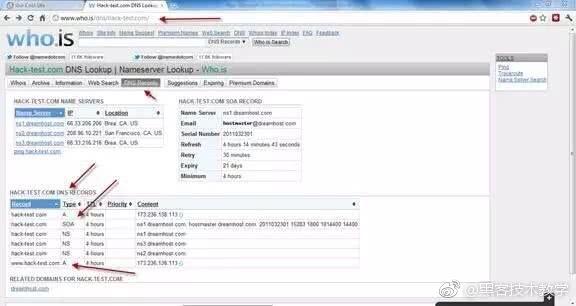 Hack-test.com DNS Lookup |
www.who.is/dns/hack-test.com/
who.is
Whois Site Info Name Suggest Premium Names Web Search DNS Whois Index IP Index FAQ Feedback
DNS Records Who is Search
Follow @namedotcom followers Follow @namedotcom followers
Hack-test.com DNS Lookup | Nameserver Lookup - Who.is
Whois Archive Information Web Search DNS Records Suggestions Expiring Premium Domains
TOOLS
Ping
Traceroute
Name Server Search
HACK-TEST.COM NAME SERVERS
Name Server IP Location
ns1.dreamhost.com 66.33.206.206 Brea, CA, US
ns2.dreamhost.com 208.96.10.221 San Francisco, CA, US
ns3.dreamhost.com 66.33.216.216 Brea, CA, US
ping hack-test.com
HACK-TEST.COM SOA RECORD
Name Server ns1.dreamhost.com
Email hostmaster@dreamhost.com
Serial Number 2011032301
Refresh 4 hours 14 minutes 43 seconds
Retry 30 minutes
Expiry 21 days
Minimum 4 hours
HACK-TEST.COM DNS RECORDS
Record Type TTL Priority Content
hack-test.com A 4 hours 173.236.138.113
hack-test.com SOA 4 hours ns1.dreamhost.com. hostmaster.dreamhost.com. 2011032301 15283 1800 1814400 14400
hack-test.com NS 4 hours ns1.dreamhost.com
hack-test.com NS 4 hours ns3.dreamhost.com
hack-test.com NS 4 hours ns2.dreamhost.com
www.hack-test.com A 4 hours 173.236.138.113
RELATED DOMAINS FOR HACK-TEST.COM
dreamhost.com
@黑客技术教学